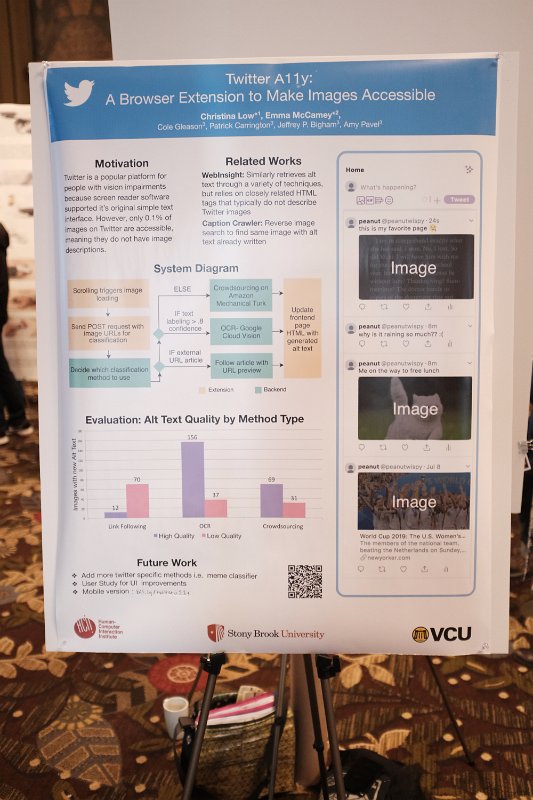 Twitter A11y:
A Browser Extension to Make Images Accessible
Christina Low*¹, Emma McCamey*²,
Cole Gleason³, Patrick Carrington³, Jeffrey P. Bigham³, Amy Pavel³
Motivation
Twitter is a popular platform for
people with vision impairments
because screen reader software
supported it's original simple text
interface. However, only 0.1% of
images on Twitter are accessible,
meaning they do not have image
descriptions.
Related Works
WebInsight: Similarly retrieves alt
text through a variety of techniques,
but relies on closely related HTML
tags that typically do not describe
Twitter images
Caption Crawler: Reverse image
search to find same image with alt
text already written
System Diagram
Scrolling triggers image
loading
Send POST request with
image URLs for
classification
Decide which classification
method to use
ELSE
IF text
labeling > .8
confidence
IF external
URL article
Crowdsourcing on
Amazon
Mechanical Turk
OCR- Google
Cloud Vision
Follow article with
URL preview
Update
frontend
page
HTML with
generated
alt text
Extension
Backend
Evaluation: Alt Text Quality by Method Type
Images with new Alt Text
12
70
156
37
69
31
Link Following
OCR
Crowdsourcing
High Quality
Low Quality
Future Work
Add more twitter specific methods i.e. meme classifier
User Study for UI improvements
Mobile version :
Home
What's happening?
Tweet
peanut @peanutwispy · 24s
this is my favorite page
Image
peanut @peanutwispy · 6m
why is it raining so much?? :(
peanut @peanutwispy · 8m
Me on the way to free lunch
Image
peanut @peanutwispy · Jul 8
Image
World Cup 2019: The U.S. Women's...
The members of the national team,
beating the Netherlands on Sunday,...
newyorker.com
HCII
Human-
Computer
Interaction
Institute
Stony Brook University
VCU